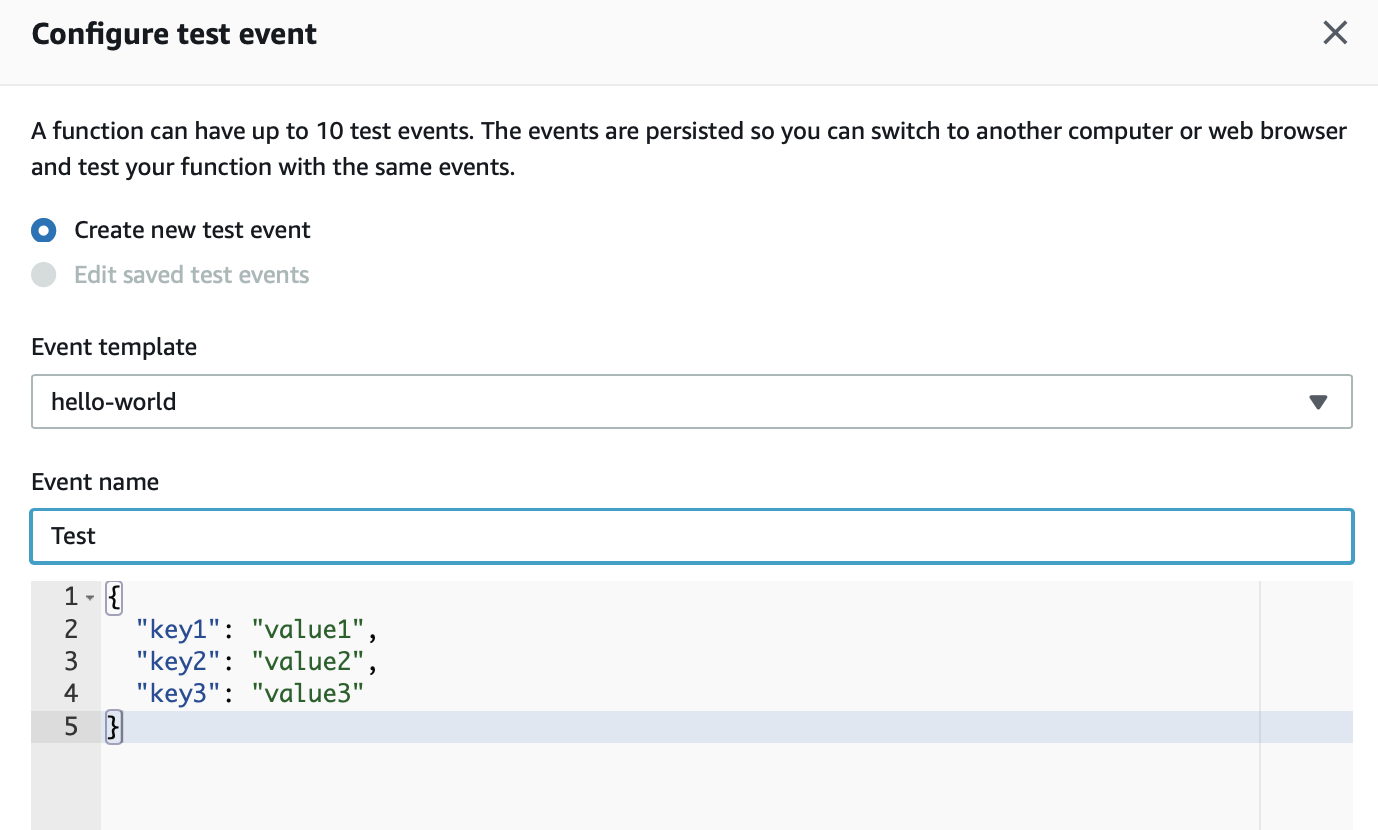 Configure test event
A function can have up to 10 test events. The events are persisted so you can switch to another computer or web browser
and test your function with the same events.
Create new test event
Edit saved test events
Event template
hello-world
Event name
Test
1 {
2 "key1": "value1",
3 "key2": "value2",
4 "key3": "value3"
5 }